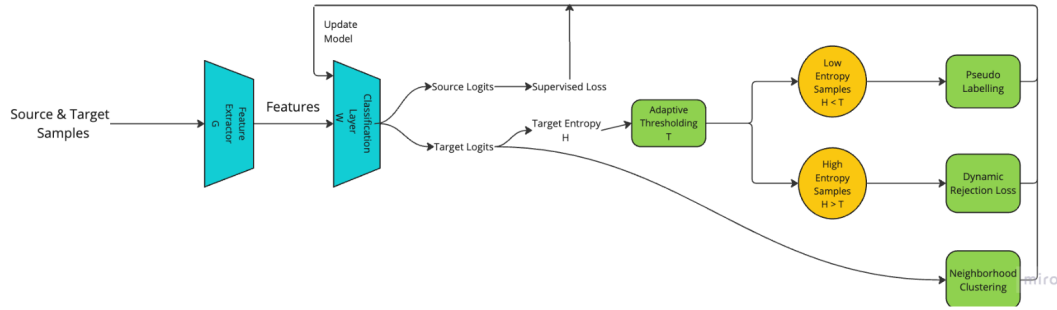 Update
Model
Source & Target
Samples
Feature
Extractor
G
Features
Classification
Layer
W
Source Logits
Supervised Loss
Target Logits
Target Entropy
H
Adaptive
Thresholding
T
Low
Entropy
Samples
H < T
Pseudo
Labelling
High
Entropy
Samples
H > T
Dynamic
Rejection Loss
Neighborhood
Clustering
miro